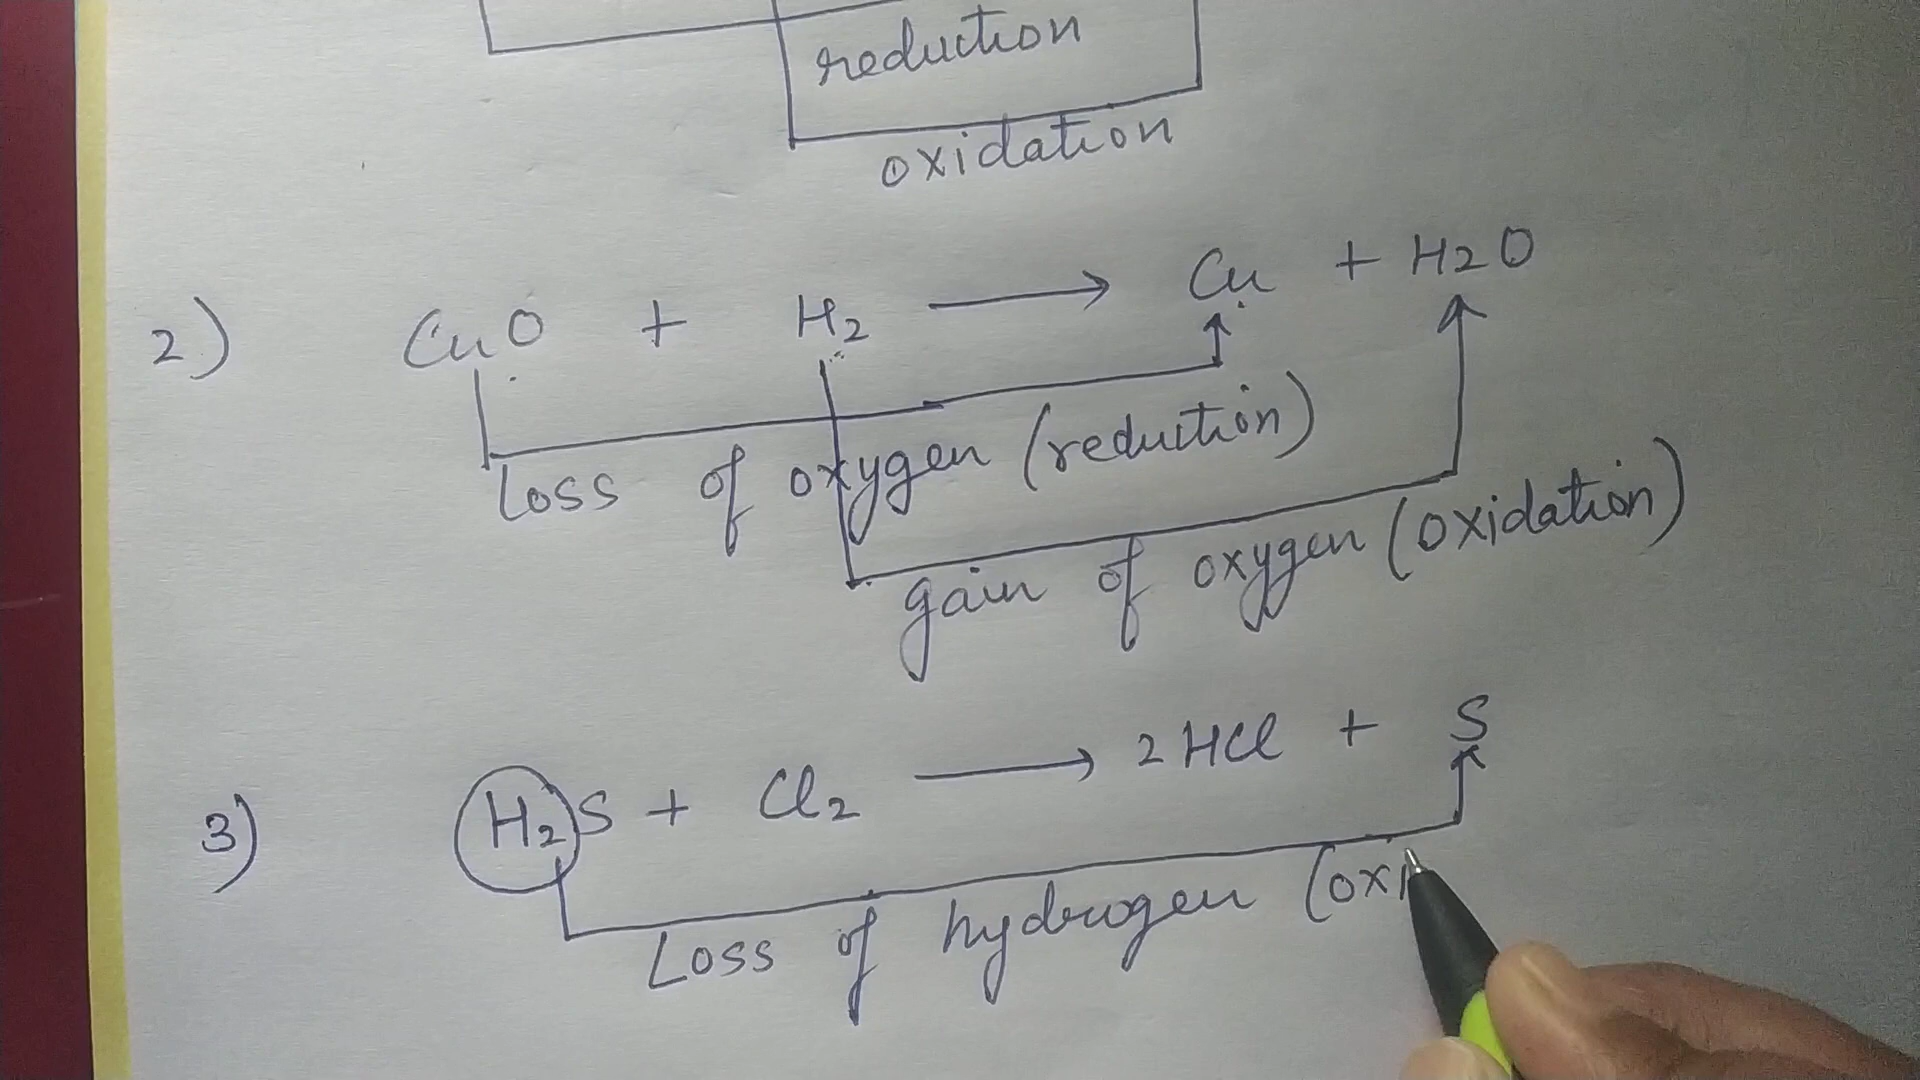 reduction
oxidation
2) CuO + H2 → Cu + H2O
Loss of oxygen (reduction)
gain of oxygen (oxidation)
3) H2S + Cl2 → 2HCl + S
Loss of hydrogen (oxi